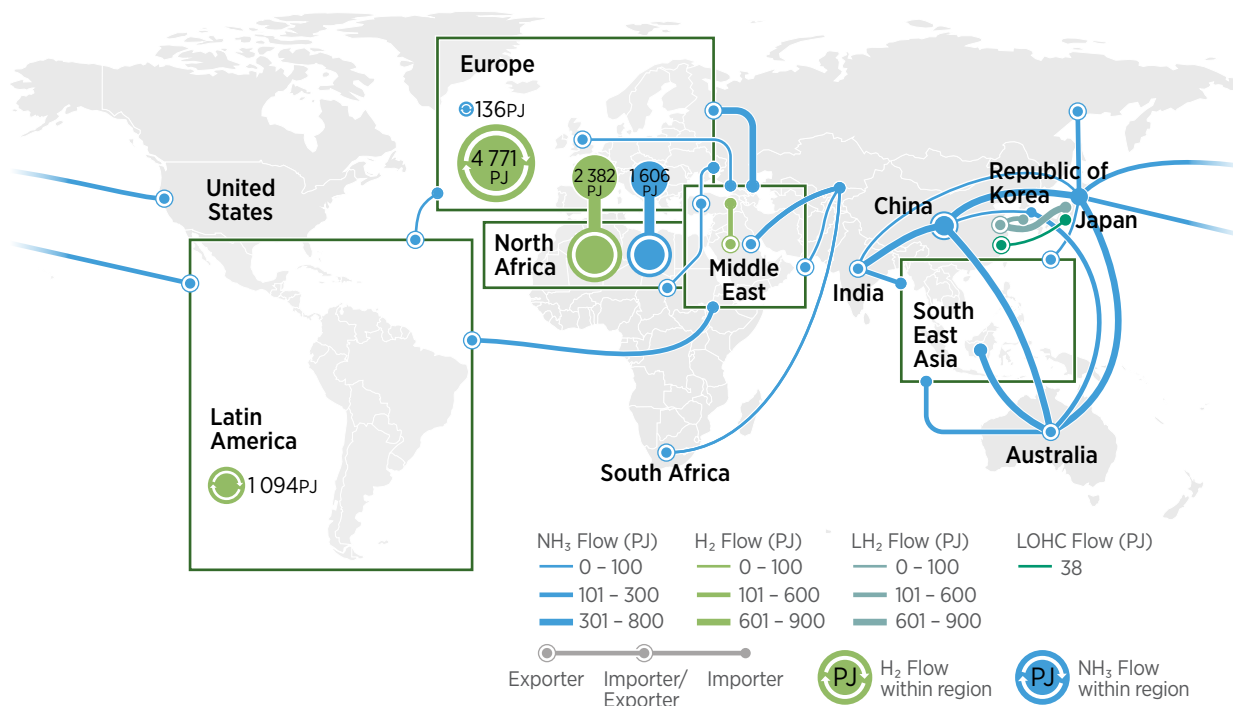 Europe
136PJ
4 771
PJ
2 382
PJ
1 606
PJ
United
States
North
Africa
Middle
East
Republic of
Korea
China
Japan
India
South
East
Asia
Latin
America
1 094PJ
South Africa
Australia
NH₃ Flow (PJ)
0 – 100
101 – 300
301 – 800
H₂ Flow (PJ)
0 – 100
101 – 600
601 – 900
LH₂ Flow (PJ)
0 – 100
101 – 600
601 – 900
LOHC Flow (PJ)
38
Exporter
Importer/
Exporter
Importer
PJ
H₂ Flow
within region
PJ
NH₃ Flow
within region